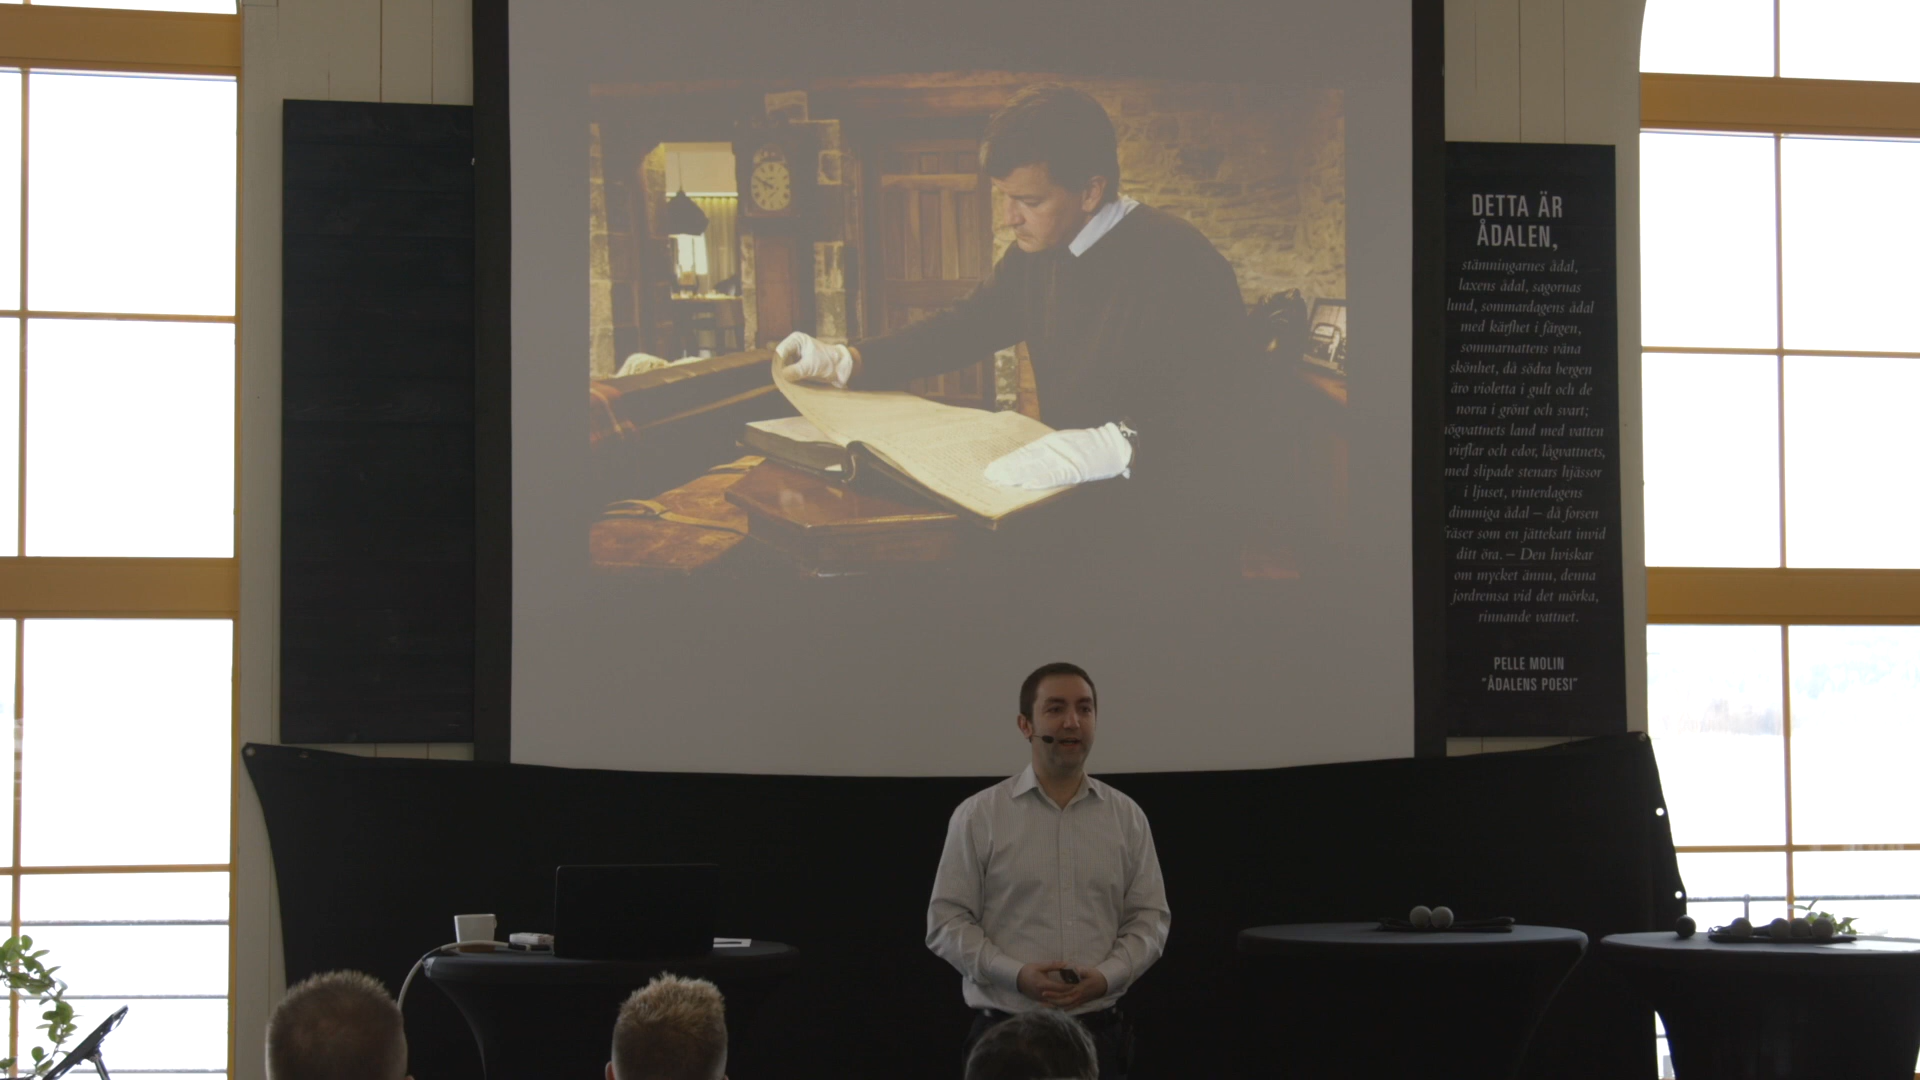 DETTA ÄR
ÅDALEN,
stämningarnes ådal,
laxens ådal, sagornas
lund, sommardagens ådal
med kärfhet i färgen,
sommarnattens väna
skönhet, då södra bergen
äro violetta i gult och de
norra i grönt och svart;
högvattnets land med vatten
virflar och edor, lågvattnets,
med slipade stenars hjässor
i ljuset, vinterdagens
dimmiga ådal – då forsen
fräser som en jättekatt invid
ditt öra. – Den hviskar
om mycket ännu, denna
jordremsa vid det mörka,
rinnande vattnet.
PELLE MOLIN
"ÅDALENS POESI"